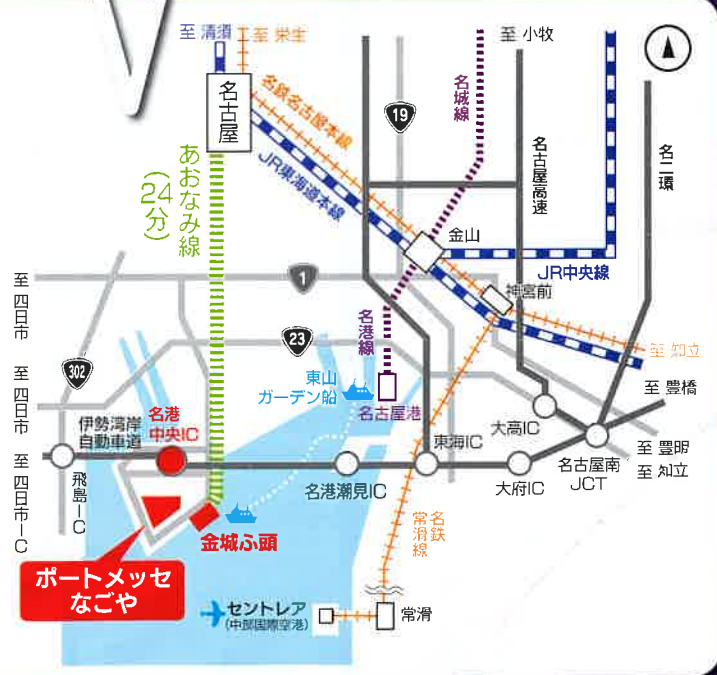 至 清須
至 栄生
至 小牧
名古屋
名鉄名古屋本線
JR東海道本線
あおなみ線
(24分)
19
名城線
名古屋高速
名二環
金山
JR中央線
神宮前
至 四日市
1
23
302
名港線
至 知立
至 四日市
東山
ガーデン船
名古屋港
至 豊橋
伊勢湾岸
自動車道
名港
中央IC
大高IC
東海IC
至 豊明
至 知立
至 四日市IC
飛島IC
名港潮見IC
大府IC
名古屋南
JCT
金城ふ頭
名鉄
常滑線
ポートメッセ
なごや
セントレア
(中部国際空港)
常滑